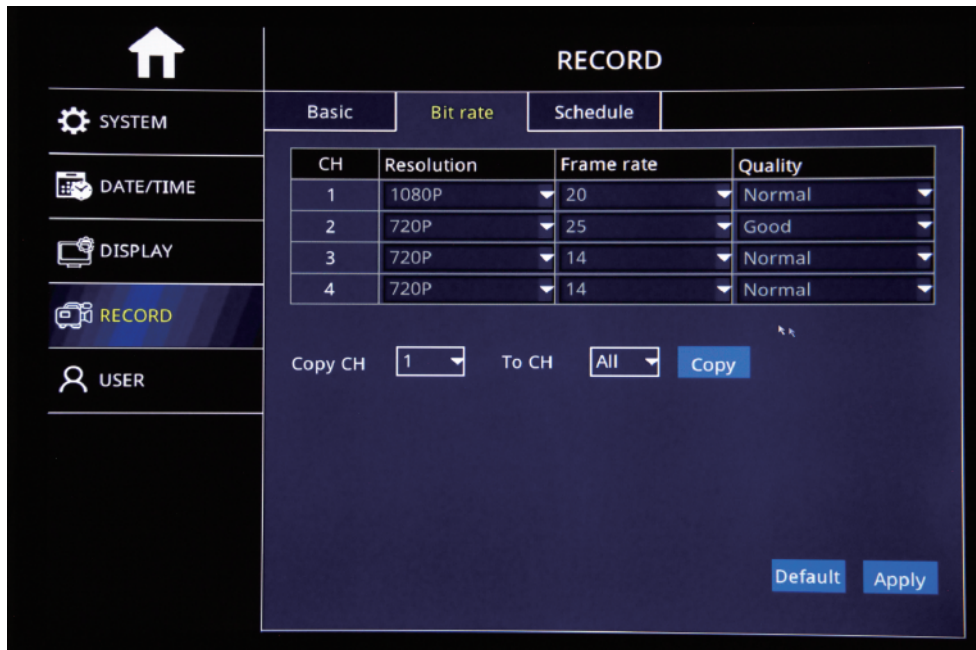 RECORD
SYSTEM
DATE/TIME
DISPLAY
RECORD
USER
Basic Bit rate Schedule
CH Resolution Frame rate Quality
1 1080P 20 Normal
2 720P 25 Good
3 720P 14 Normal
4 720P 14 Normal
Copy CH 1 To CH All Copy
Default Apply